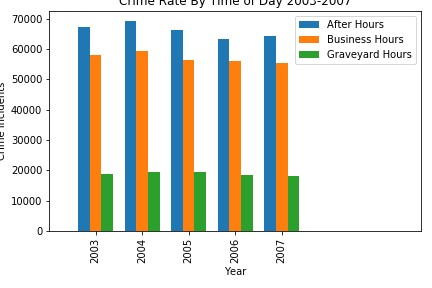 Crime Rate By Time of Day 2003-2007
After Hours
Business Hours
Graveyard Hours
Crime Incidents
70000
60000
50000
40000
30000
20000
10000
0
2003
2004
2005
2006
2007
Year